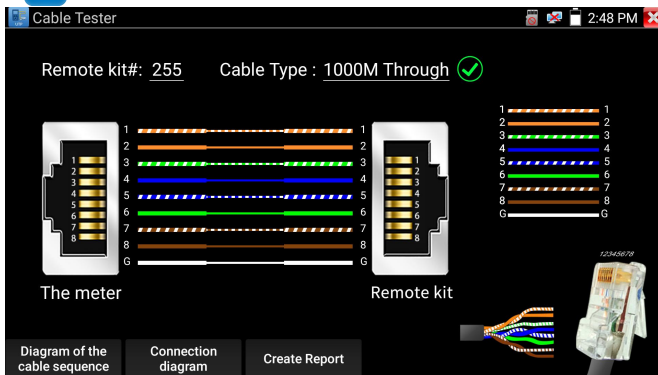 Cable Tester
2:48 PM
Remote kit#: 255 Cable Type : 1000M Through
1 1
2 2
3 3
4 4
5 5
6 6
7 7
8 8
G G
1 1
2 2
3 3
4 4
5 5
6 6
7 7
8 8
G G
1
2
3
4
5
6
7
8
1
2
3
4
5
6
7
8
The meter
Remote kit
12345678
Diagram of the
cable sequence
Connection
diagram
Create Report